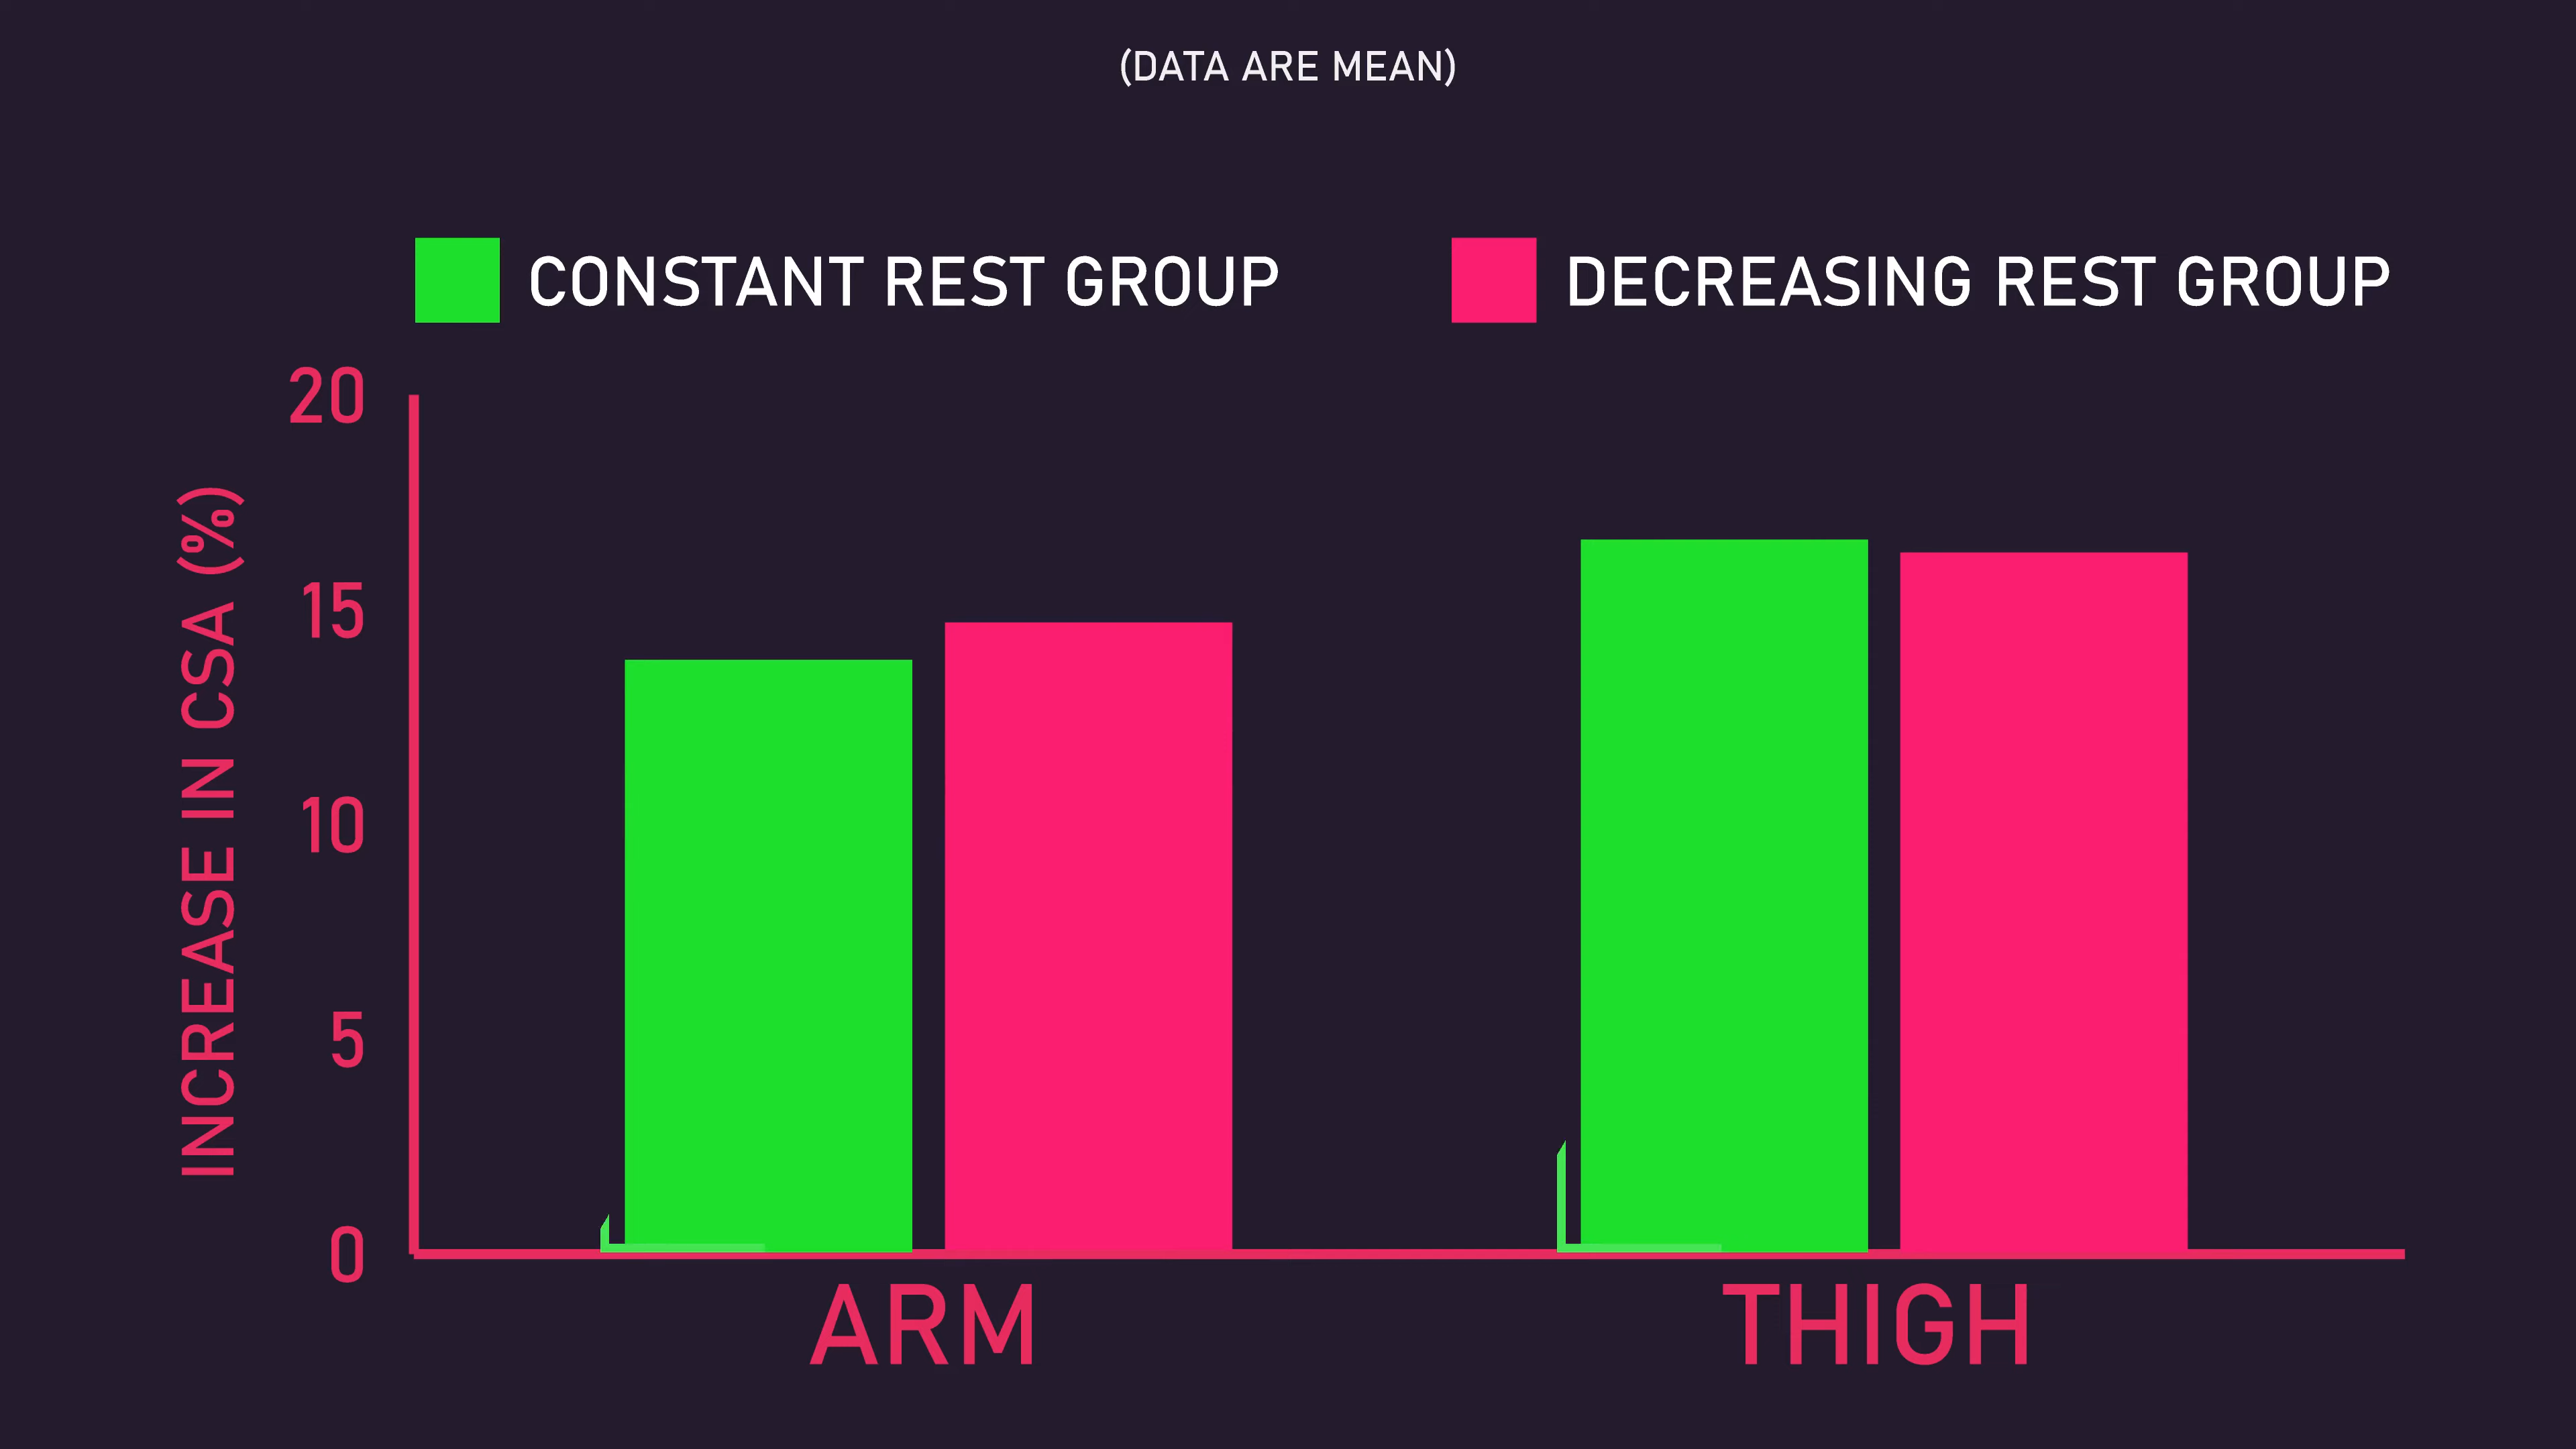 (DATA ARE MEAN)
CONSTANT REST GROUP
DECREASING REST GROUP
INCREASE IN CSA (%)
20
15
10
5
0
ARM
THIGH